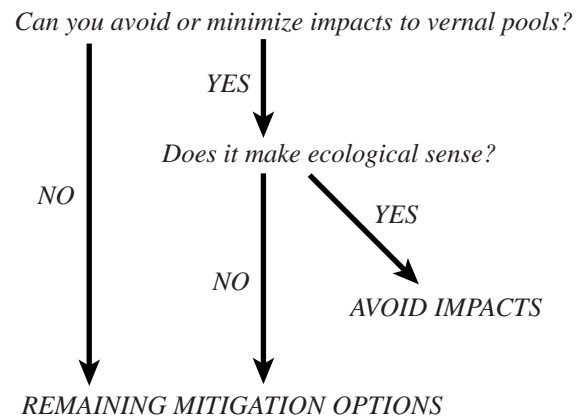 Can you avoid or minimize impacts to vernal pools?
YES
Does it make ecological sense?
NO
YES
NO
AVOID IMPACTS
REMAINING MITIGATION OPTIONS